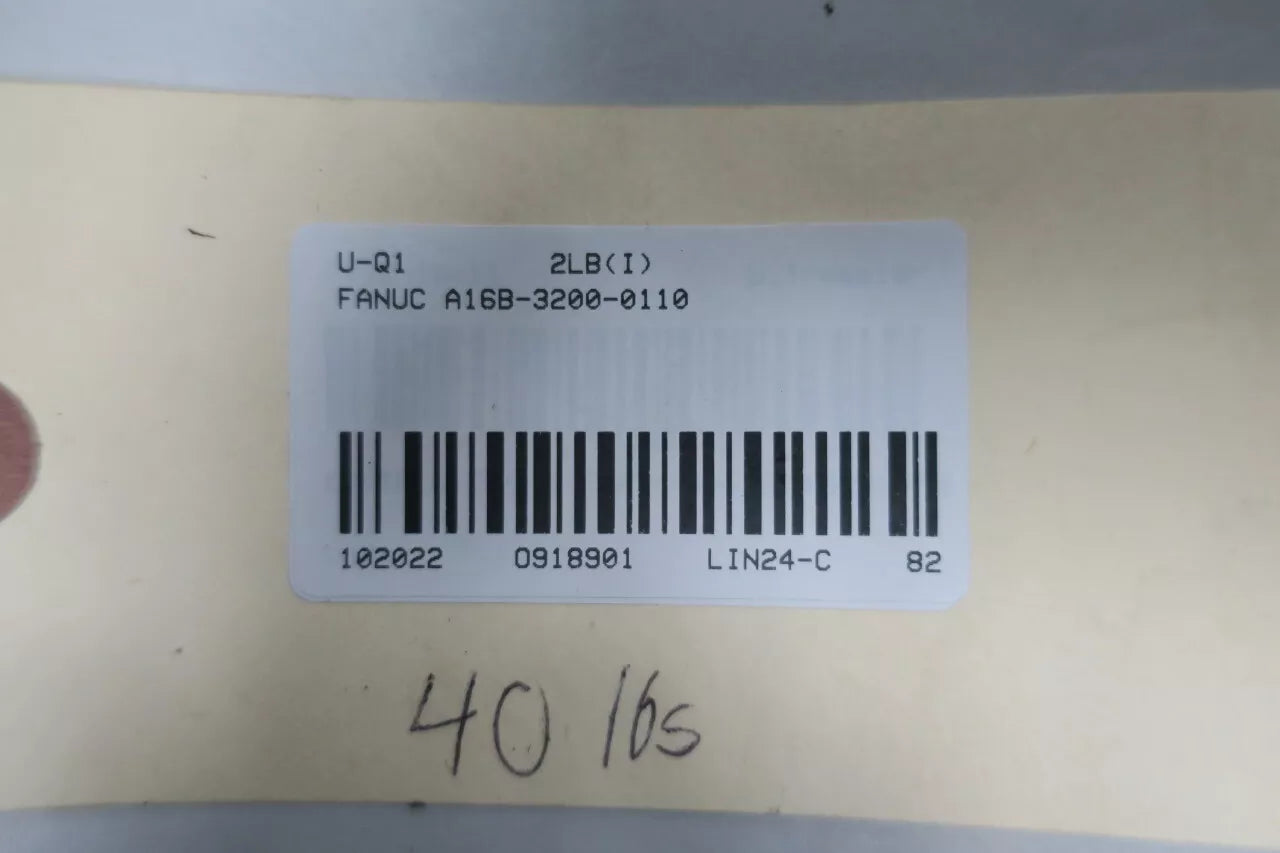 U-Q1 2LB(I)
FANUC A16B-3200-0110
102022 0918901 LIN24-C 82
40 lbs